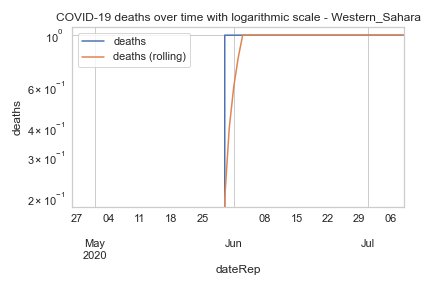 COVID-19 deaths over time with logarithmic scale - Western_Sahara
10⁰
6 × 10⁻¹
4 × 10⁻¹
3 × 10⁻¹
2 × 10⁻¹
deaths
deaths
deaths (rolling)
27 04 11 18 25 08 15 22 29 06
May Jun Jul
2020
dateRep